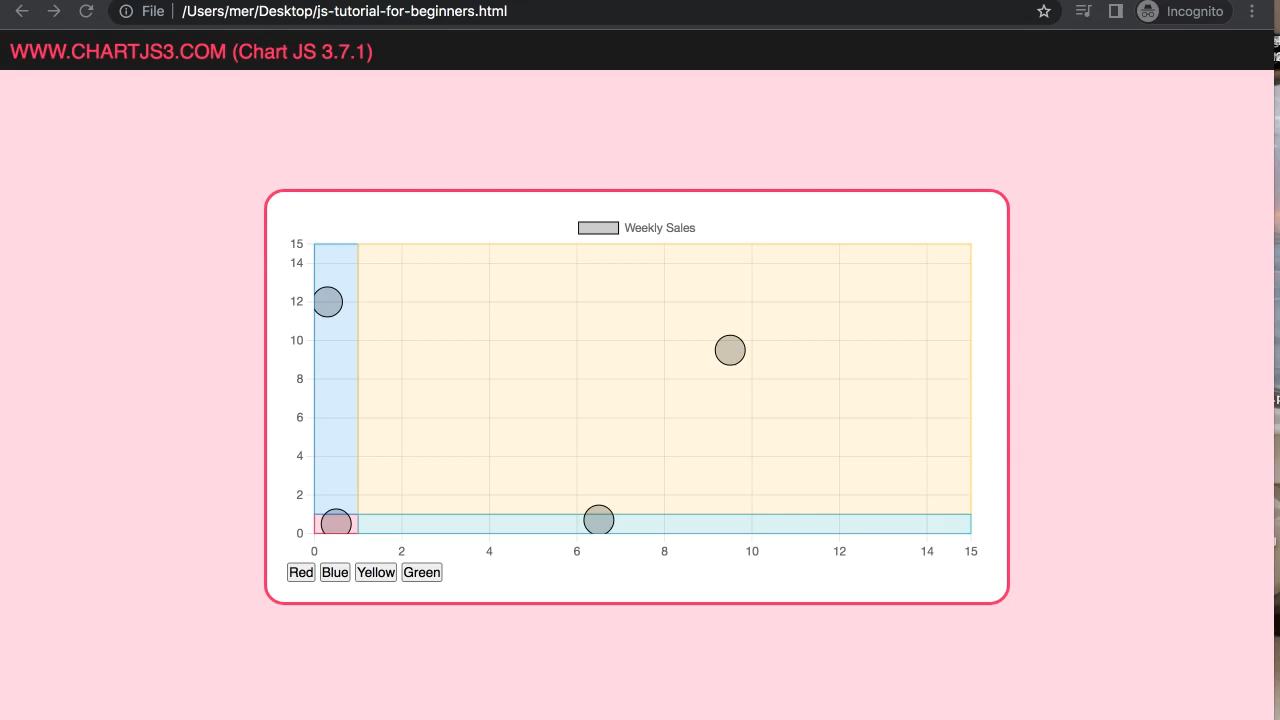 File /Users/mer/Desktop/js-tutorial-for-beginners.html Incognito
WWW.CHARTJS3.COM (Chart JS 3.7.1)
Weekly Sales
15
14
12
10
8
6
4
2
0
0 2 4 6 8 10 12 14 15
Red Blue Yellow Green